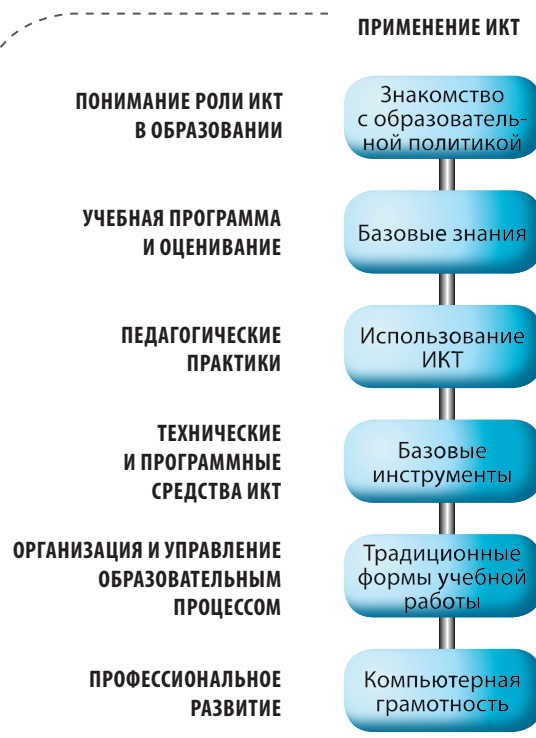 ПРИМЕНЕНИЕ ИКТ
ПОНИМАНИЕ РОЛИ ИКТ
В ОБРАЗОВАНИИ
Знакомство
с образователь-
ной политикой
УЧЕБНАЯ ПРОГРАММА
И ОЦЕНИВАНИЕ
Базовые знания
ПЕДАГОГИЧЕСКИЕ
ПРАКТИКИ
Использование
ИКТ
ТЕХНИЧЕСКИЕ
И ПРОГРАММНЫЕ
СРЕДСТВА ИКТ
Базовые
инструменты
ОРГАНИЗАЦИЯ И УПРАВЛЕНИЕ
ОБРАЗОВАТЕЛЬНЫМ
ПРОЦЕССОМ
Традиционные
формы учебной
работы
ПРОФЕССИОНАЛЬНОЕ
РАЗВИТИЕ
Компьютерная
грамотность